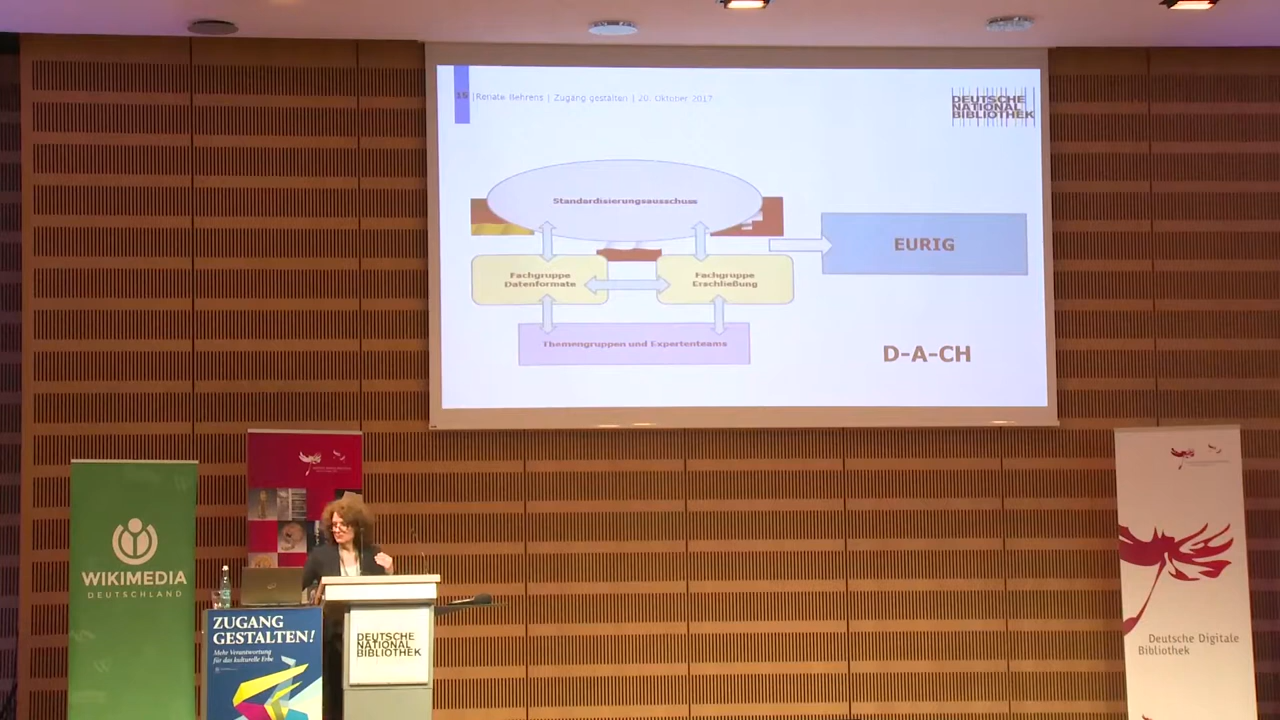 15 | Renate Behrens | Zugang gestalten | 20. Oktober 2017
DEUTSCHE
NATIONAL
BIBLIOTHEK
Standardisierungsausschuss
EURIG
Fachgruppe
Datenformate
Fachgruppe
Erschließung
Themengruppen und Expertenteams
D-A-CH
WIKIMEDIA
DEUTSCHLAND
ZUGANG
GESTALTEN!
Mehr Verantwortung
für das kulturelle Erbe
DEUTSCHE
NATIONAL
BIBLIOTHEK
Deutsche Digitale
Bibliothek